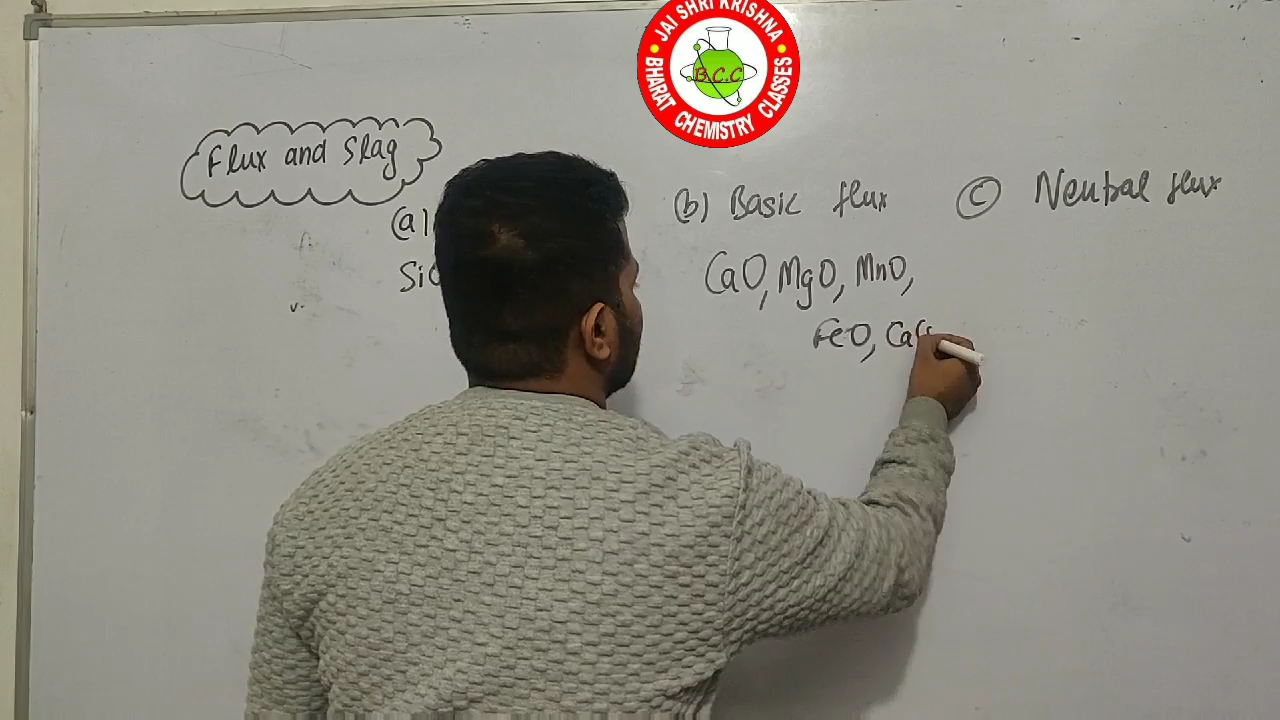 JAI SHRI KRISHNA
B.C.C
BHARAT CHEMISTRY CLASSES
Flux and Slag
(a)
(b) Basic flux
CaO, MgO, MnO,
FeO,
(C) Neutral flux